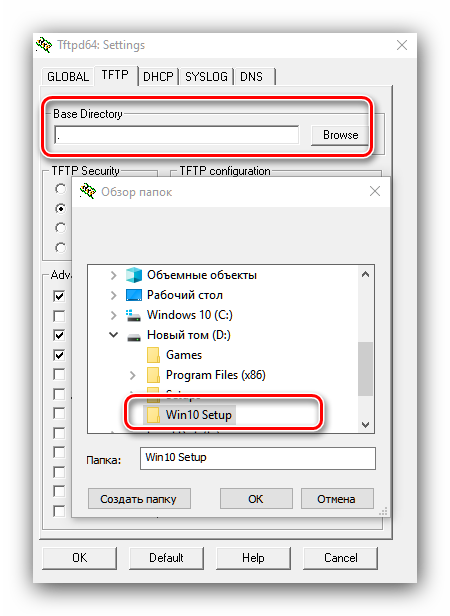 Tftpd64: Settings
GLOBAL TFTP DHCP SYSLOG DNS
Base Directory
.
Browse
TFTP Security
TFTP configuration
Обзор папок
Объемные объекты
Рабочий стол
Windows 10 (C:)
Новый том (D:)
Games
Program Files (x86)
Win10 Setup
Папка:
Win10 Setup
Создать папку
OK
Отмена
OK
Default
Help
Cancel